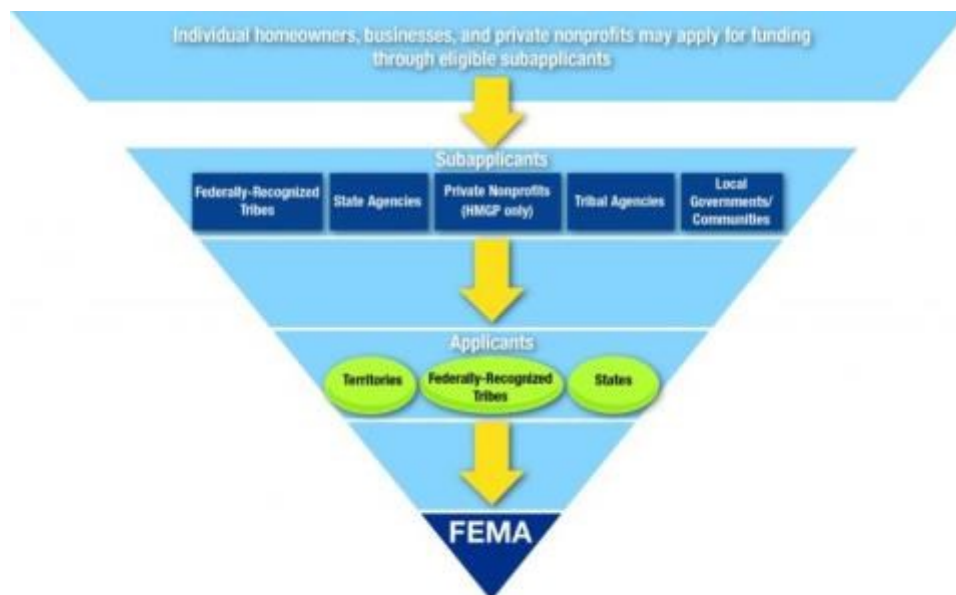 Individual homeowners, businesses, and private nonprofits may apply for funding
through eligible subapplicants
Subapplicants
Federally-Recognized
Tribes
State Agencies
Private Nonprofits
(HMGP only)
Tribal Agencies
Local
Governments/
Communities
Applicants
Territories
Federally-Recognized
Tribes
States
FEMA